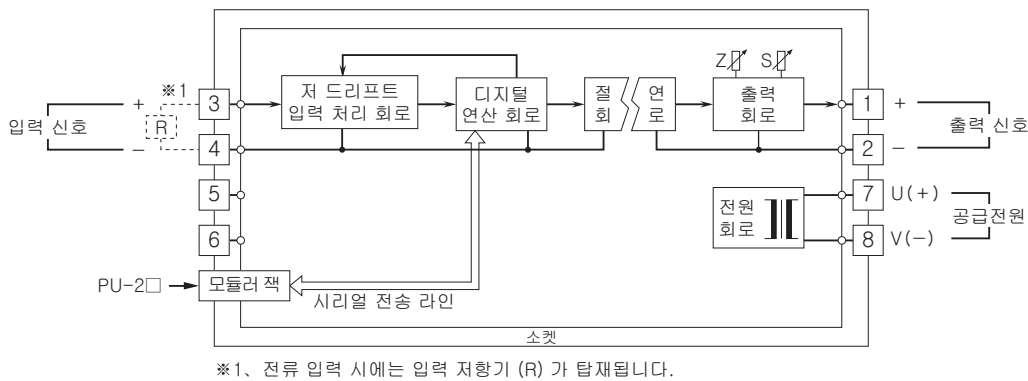 Z S
※1
3
저 드리프트
입력 처리 회로
디지털
연산 회로
절 연
회 로
출력
회로
1
+
+
R
입력 신호
출력 신호
−
4
2
−
5
7
U(+)
전원
회로
공급전원
6
8
V(−)
PU-2□
모듈러 잭
시리얼 전송 라인
소켓
※1、전류 입력 시에는 입력 저항기 (R) 가 탑재됩니다.